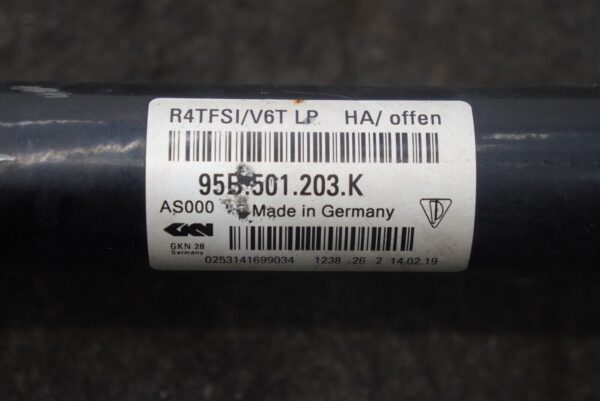 R4TFSI/V6T LP HA/ offen
95B.501.203.K
AS000 Made in Germany
GKN
GKN 28
Germany
0253141699034 1238 .26 2 14.02.19